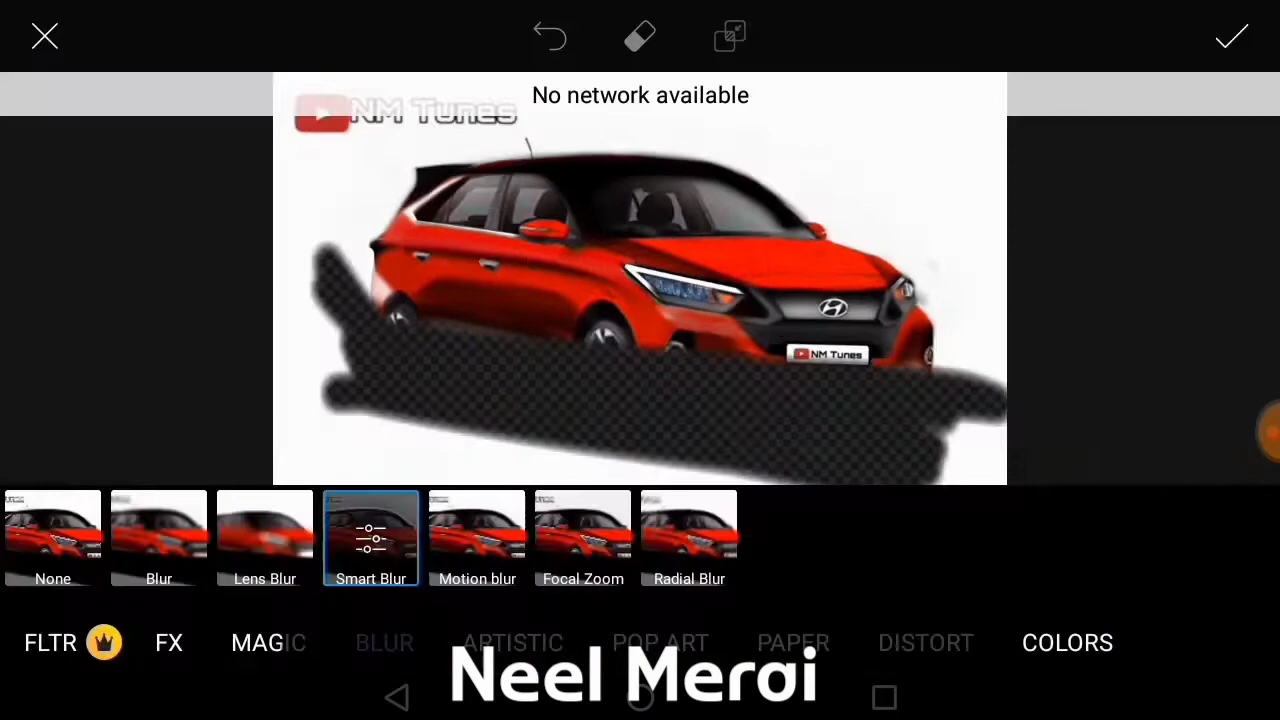 No network available
NM Tunes
NM Tunes
None
Blur
Lens Blur
Smart Blur
Motion blur
Focal Zoom
Radial Blur
FLTR
FX
MAGIC
BLUR
ARTISTIC
POP ART
PAPER
DISTORT
COLORS
Neel Merai